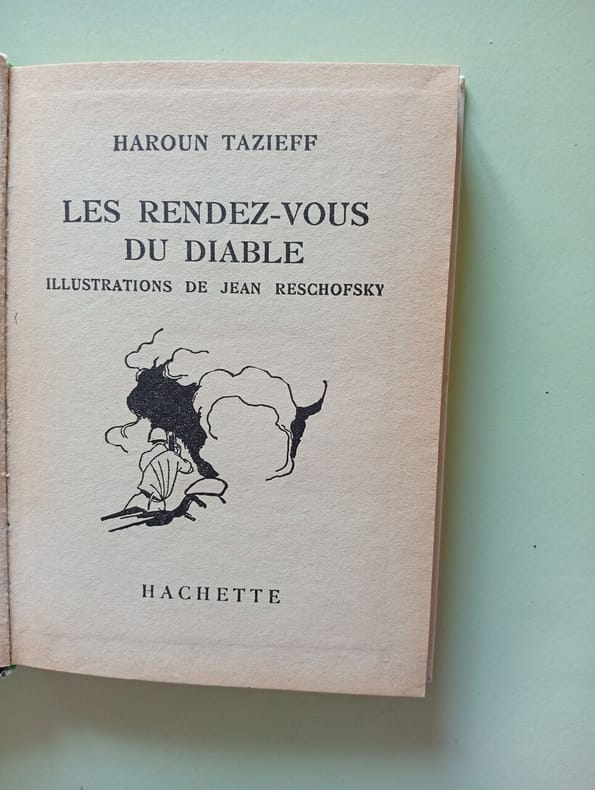 HAROUN TAZIEFF
LES RENDEZ-VOUS
DU DIABLE
ILLUSTRATIONS DE JEAN RESCHOFSKY
HACHETTE